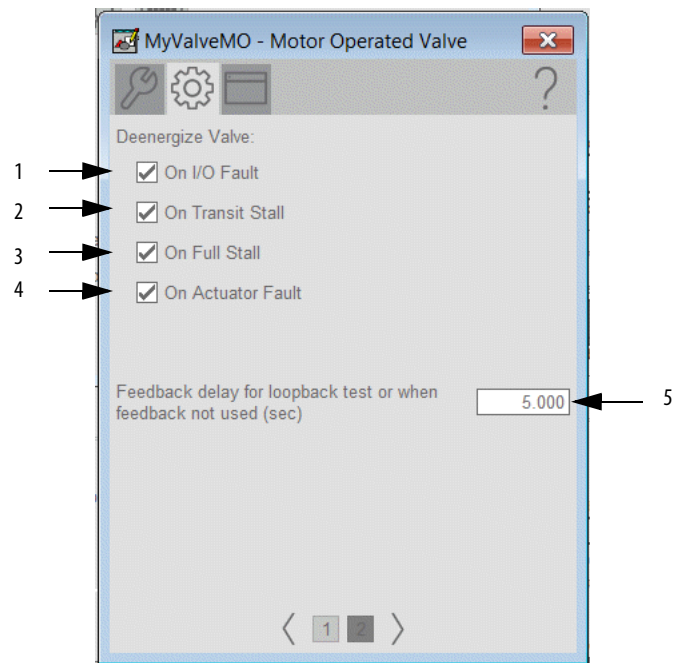 MyValveMO - Motor Operated Valve
?
Deenergize Valve:
1 On I/O Fault
2 On Transit Stall
3 On Full Stall
4 On Actuator Fault
Feedback delay for loopback test or when
feedback not used (sec)
5.000 5
1 2